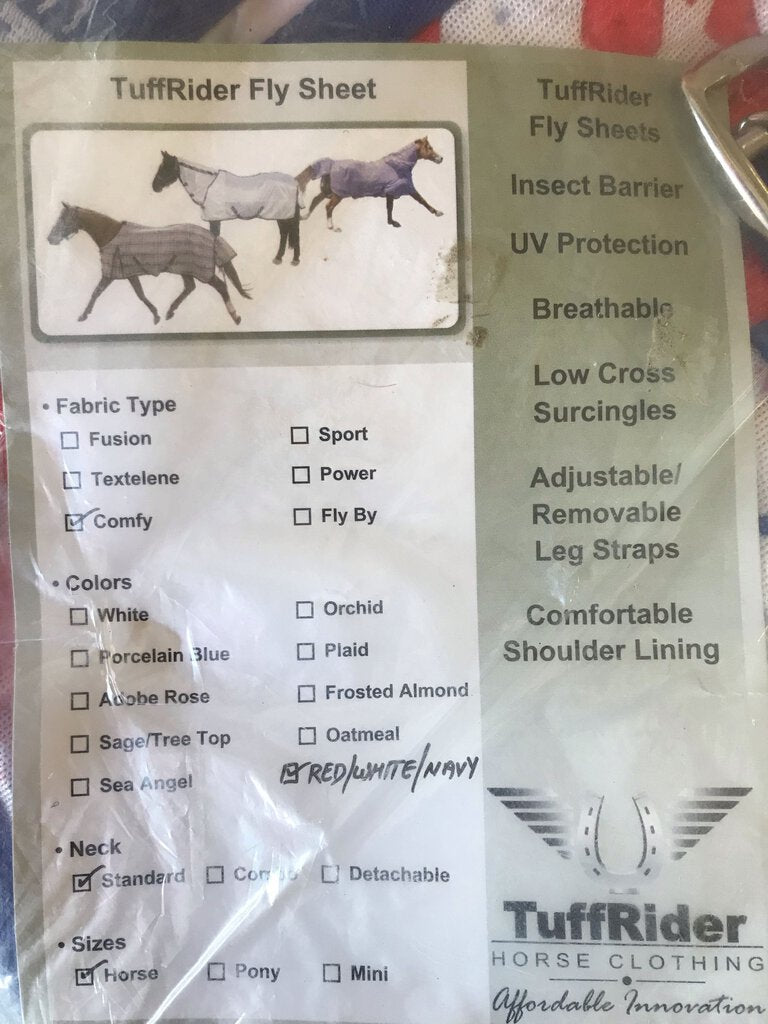 TuffRider Fly Sheet
• Fabric Type
Fusion
Sport
Textelene
Power
Comfy
Fly By
• Colors
White
Orchid
Porcelain Blue
Plaid
Adobe Rose
Frosted Almond
Sage/Tree Top
Oatmeal
Sea Angel
RED/WHITE/NAVY
• Neck
Standard
Combo
Detachable
• Sizes
Horse
Pony
Mini
TuffRider
Fly Sheets
Insect Barrier
UV Protection
Breathable
Low Cross
Surcingles
Adjustable/
Removable
Leg Straps
Comfortable
Shoulder Lining
TuffRider
HORSE CLOTHING
Affordable Innovation